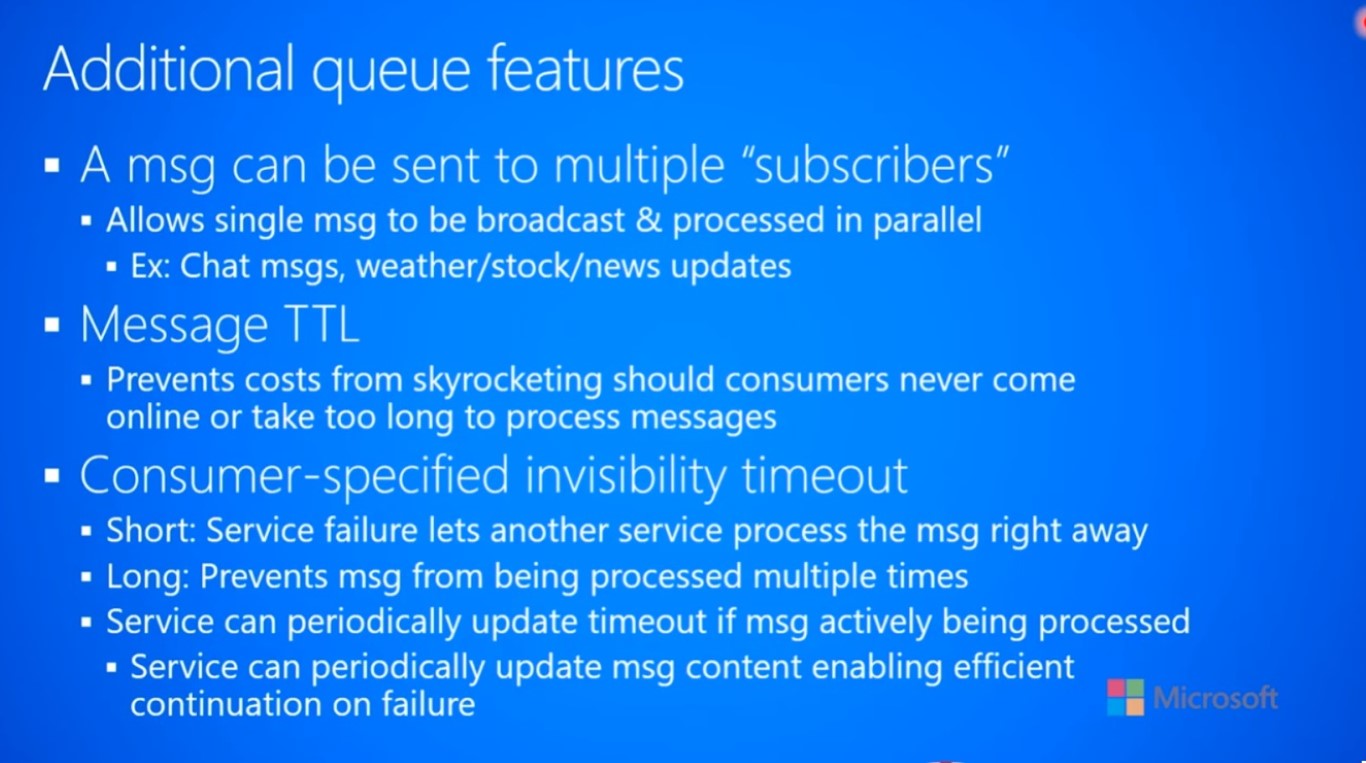 Additional queue features
▪ A msg can be sent to multiple “subscribers”
▪ Allows single msg to be broadcast & processed in parallel
▪ Ex: Chat msgs, weather/stock/news updates
▪ Message TTL
▪ Prevents costs from skyrocketing should consumers never come
online or take too long to process messages
▪ Consumer-specified invisibility timeout
▪ Short: Service failure lets another service process the msg right away
▪ Long: Prevents msg from being processed multiple times
▪ Service can periodically update timeout if msg actively being processed
▪ Service can periodically update msg content enabling efficient
continuation on failure
Microsoft